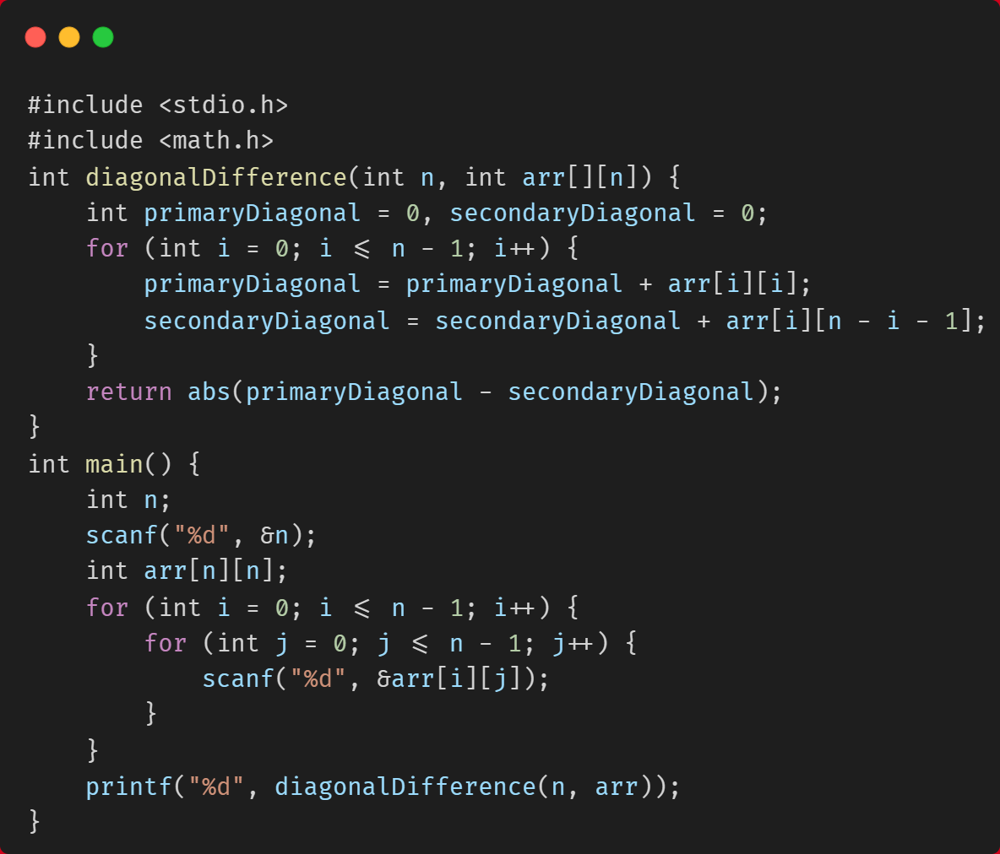 #include <stdio.h>
#include <math.h>
int diagonalDifference(int n, int arr[][n]) {
    int primaryDiagonal = 0, secondaryDiagonal = 0;
    for (int i = 0; i <= n - 1; i++) {
        primaryDiagonal = primaryDiagonal + arr[i][i];
        secondaryDiagonal = secondaryDiagonal + arr[i][n - i - 1];
    }
    return abs(primaryDiagonal - secondaryDiagonal);
}
int main() {
    int n;
    scanf("%d", &n);
    int arr[n][n];
    for (int i = 0; i <= n - 1; i++) {
        for (int j = 0; j <= n - 1; j++) {
            scanf("%d", &arr[i][j]);
        }
    }
    printf("%d", diagonalDifference(n, arr));
}